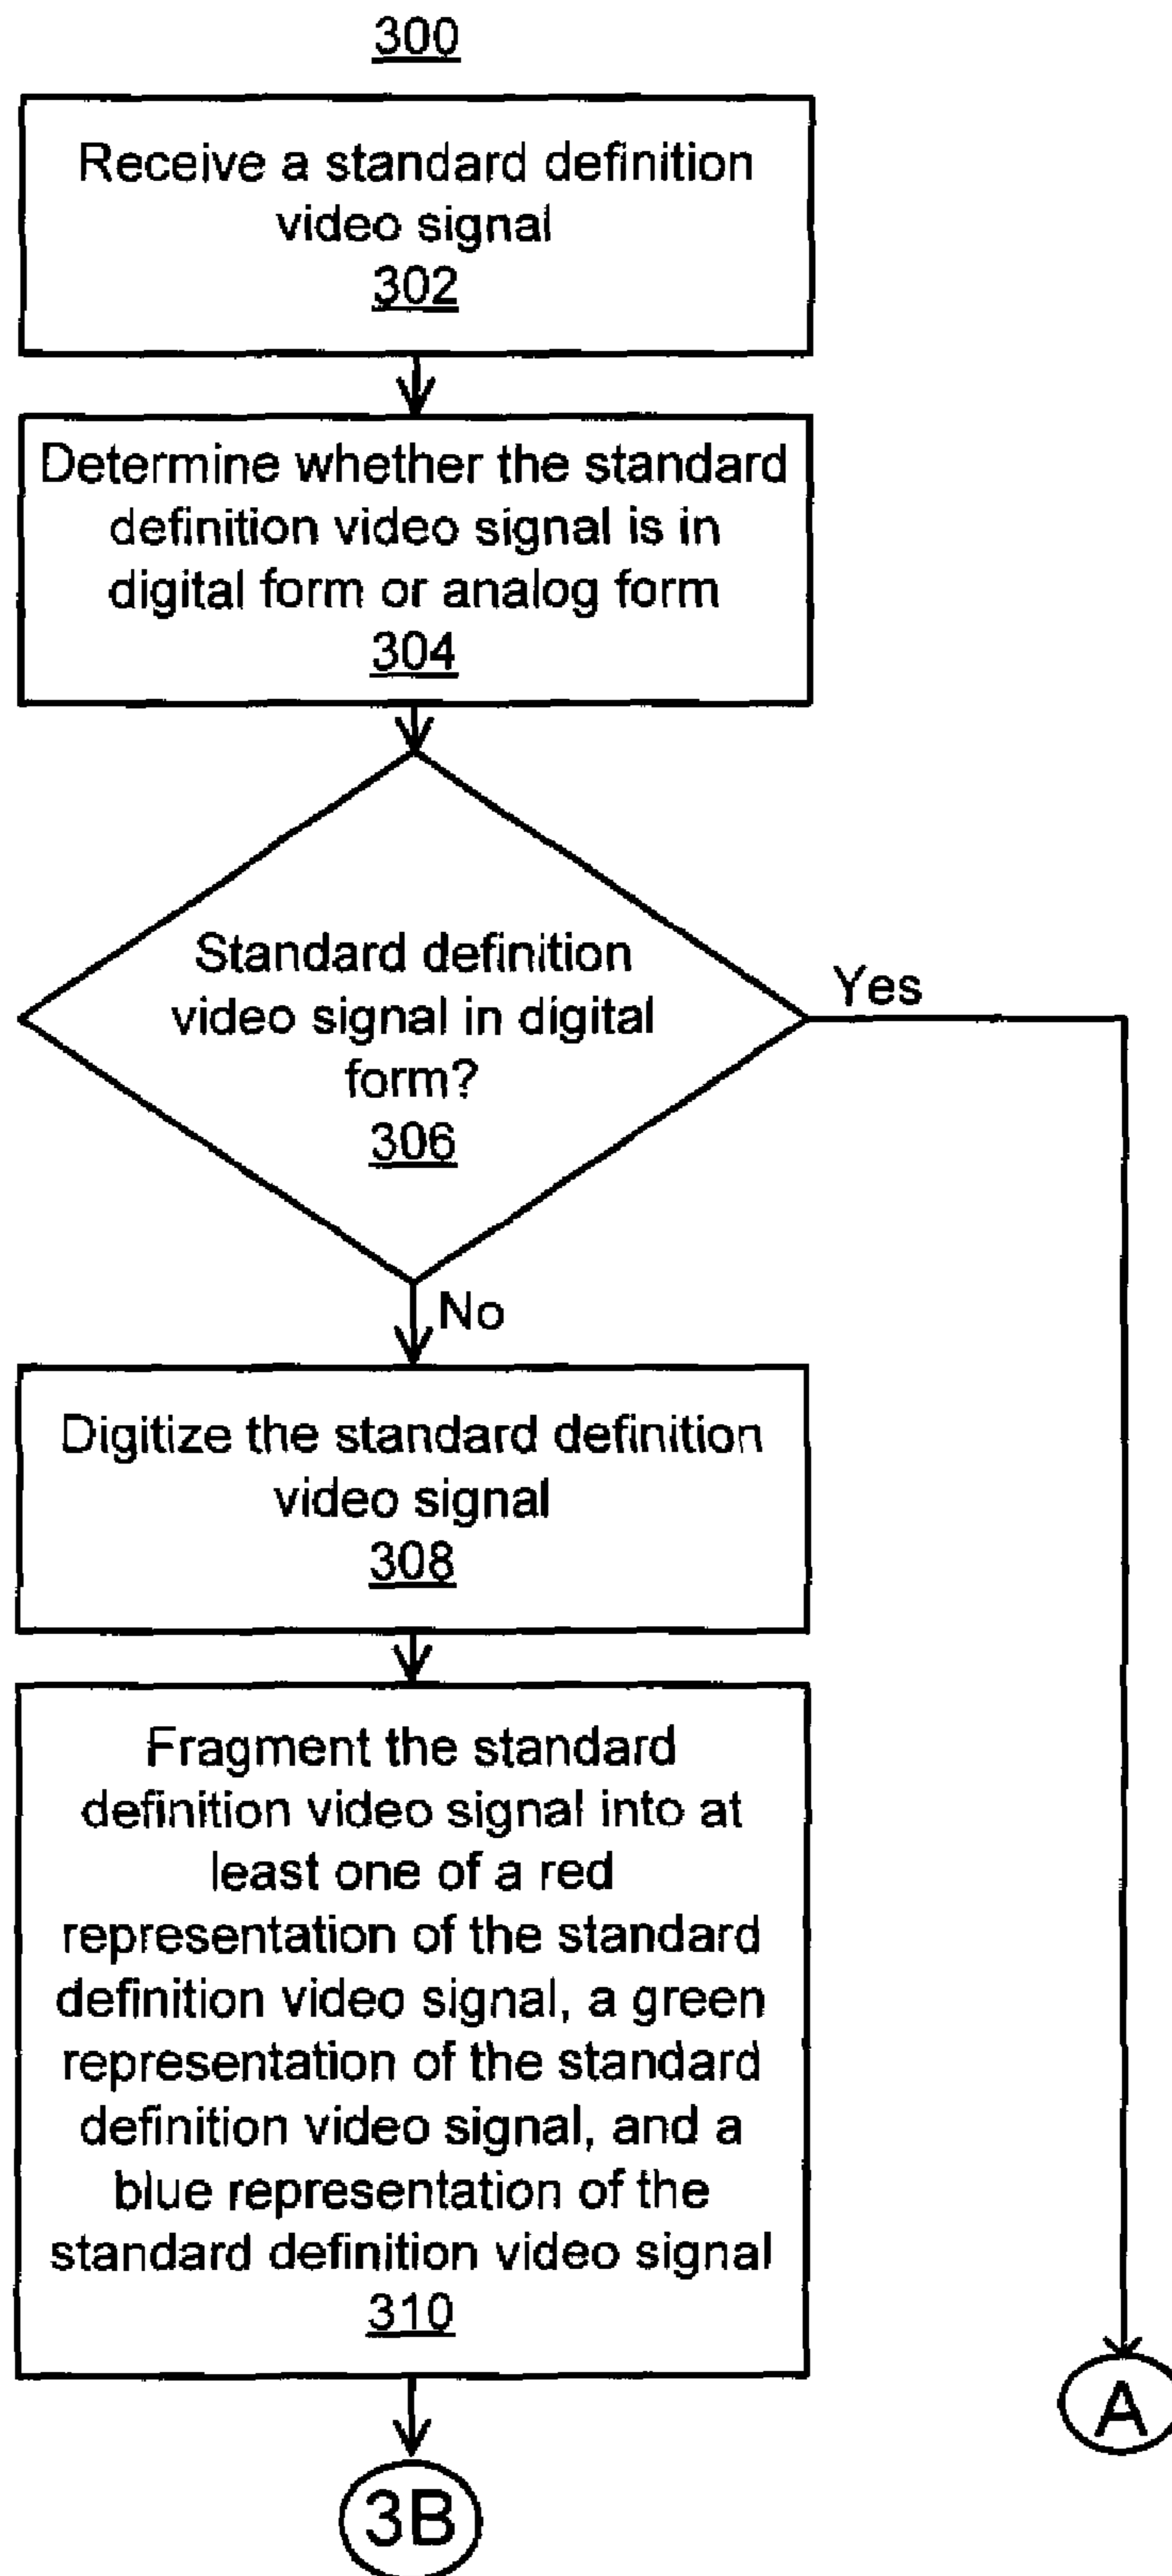 300
Receive a standard definition
video signal
302
Determine whether the standard
definition video signal is in
digital form or analog form
304
Standard definition
video signal in digital
form?
306
Yes
No
Digitize the standard definition
video signal
308
Fragment the standard
definition video signal into at
least one of a red
representation of the standard
definition video signal, a green
representation of the standard
definition video signal, and a
blue representation of the
standard definition video signal
310
A
3B